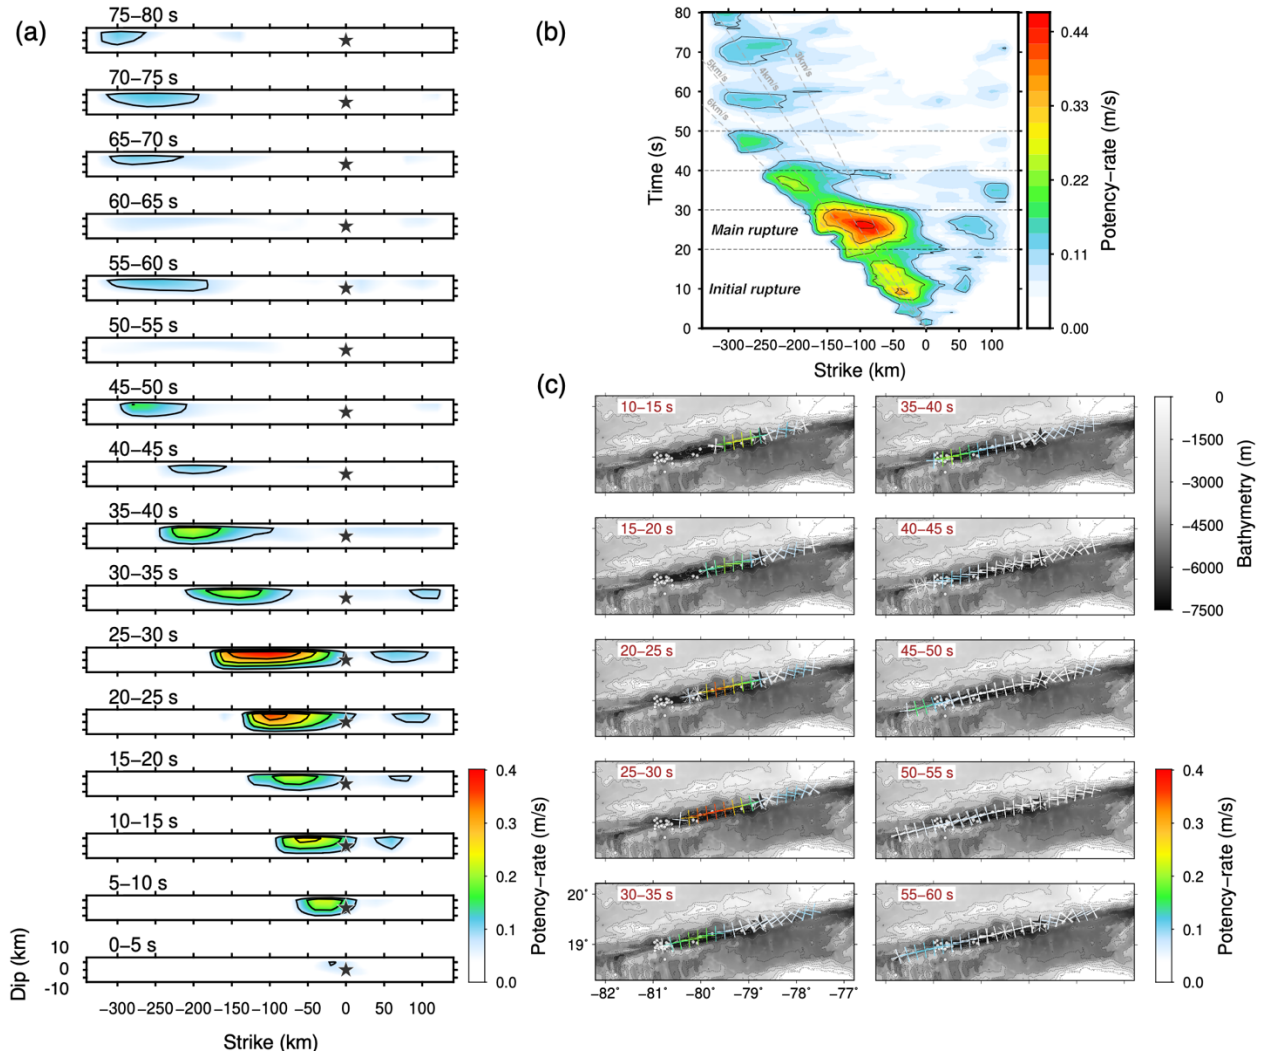 (a)
75−80 s
70−75 s
65−70 s
60−65 s
55−60 s
50−55 s
45−50 s
40−45 s
35−40 s
30−35 s
25−30 s
20−25 s
15−20 s
10−15 s
5−10 s
0−5 s
10
0
-10
Dip (km)
−300 −250 −200 −150 −100 −50 0 50 100
Strike (km)
0.4
0.3
0.2
0.1
0.0
Potency−rate (m/s)
(b)
80
70
60
50
40
30
20
10
0
Time (s)
6km/s
5km/s
4km/s
3km/s
Main rupture
Initial rupture
−300 −250 −200 −150 −100 −50 0 50 100
Strike (km)
0.44
0.33
0.22
0.11
0.00
Potency−rate (m/s)
(c)
10−15 s
15−20 s
20−25 s
25−30 s
30−35 s
20°
19°
−82° −81° −80° −79° −78° −77°
35−40 s
40−45 s
45−50 s
50−55 s
55−60 s
0
−1500
−3000
−4500
−6000
−7500
Bathymetry (m)
0.4
0.3
0.2
0.1
0.0
Potency−rate (m/s)